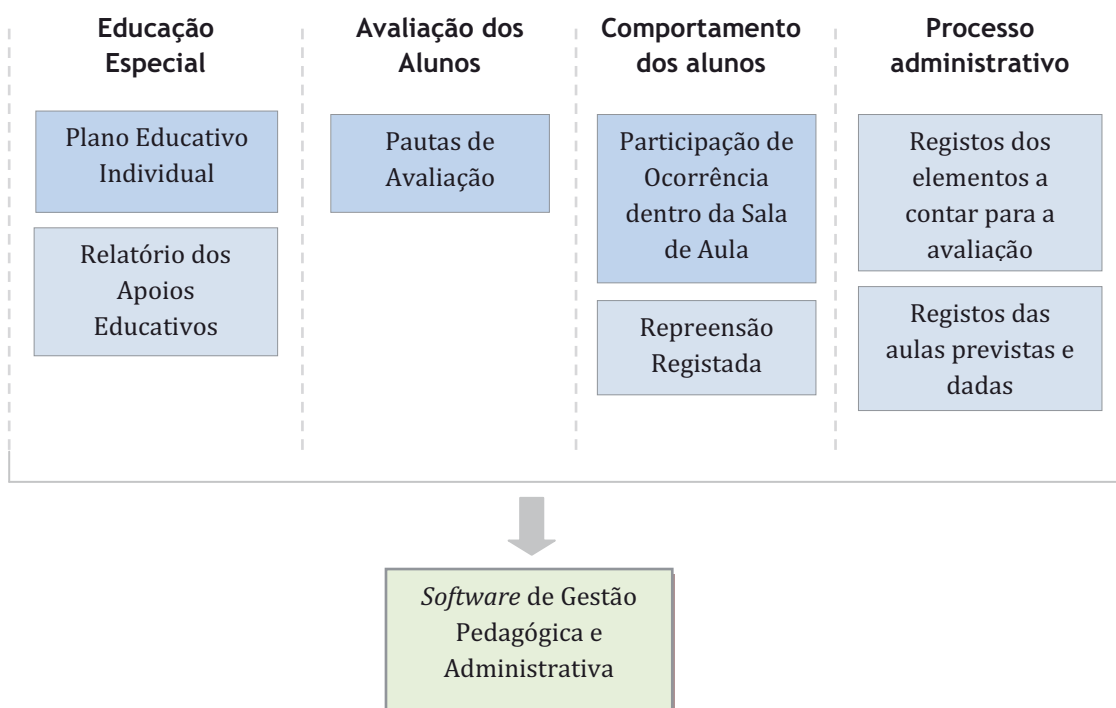 Educação
Especial
Plano Educativo
Individual
Relatório dos
Apoios
Educativos
Avaliação dos
Alunos
Pautas de
Avaliação
Comportamento
dos alunos
Participação de
Ocorrência
dentro da Sala
de Aula
Repreensão
Registada
Processo
administrativo
Registos dos
elementos a
contar para a
avaliação
Registos das
aulas previstas e
dadas
Software de Gestão
Pedagógica e
Administrativa